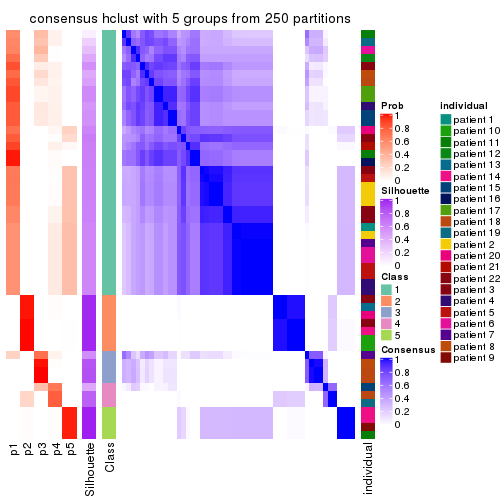 consensus hclust with 5 groups from 250 partitions
Prob
1
0.8
0.6
0.4
0.2
0
Silhouette
1
0.8
0.6
0.4
0.2
0
Class
1
2
3
4
5
Consensus
1
0.8
0.6
0.4
0.2
0
individual
patient 1
patient 10
patient 11
patient 12
patient 13
patient 14
patient 15
patient 16
patient 17
patient 18
patient 19
patient 2
patient 20
patient 21
patient 22
patient 3
patient 4
patient 5
patient 6
patient 7
patient 8
patient 9
p1
p2
p3
p4
p5
Silhouette
Class
individual